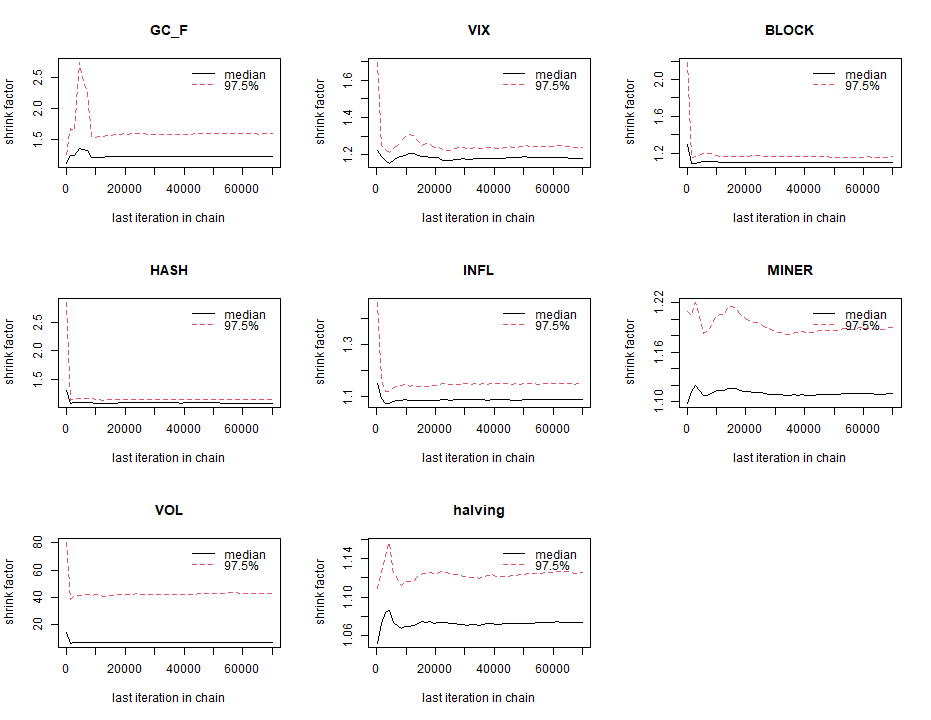 GC_F
shrink factor
1.5 2.0 2.5
median
97.5%
0 20000 40000 60000
last iteration in chain
VIX
shrink factor
1.2 1.4 1.6
median
97.5%
0 20000 40000 60000
last iteration in chain
BLOCK
shrink factor
1.2 1.6 2.0
median
97.5%
0 20000 40000 60000
last iteration in chain
HASH
shrink factor
1.5 2.0 2.5
median
97.5%
0 20000 40000 60000
last iteration in chain
INFL
shrink factor
1.1 1.3
median
97.5%
0 20000 40000 60000
last iteration in chain
MINER
shrink factor
1.10 1.16 1.22
median
97.5%
0 20000 40000 60000
last iteration in chain
VOL
shrink factor
20 40 60 80
median
97.5%
0 20000 40000 60000
last iteration in chain
halving
shrink factor
1.06 1.10 1.14
median
97.5%
0 20000 40000 60000
last iteration in chain